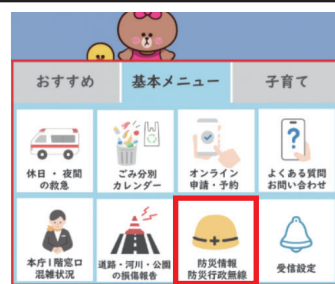 おすすめ
基本メニュー
子育て
休日・夜間
の救急
ごみ分別
カレンダー
オンライン
申請・予約
よくある質問
お問い合わせ
本庁1階窓口
混雑状況
道路・河川・公園
の損傷報告
防災情報
防災行政無線
受信設定